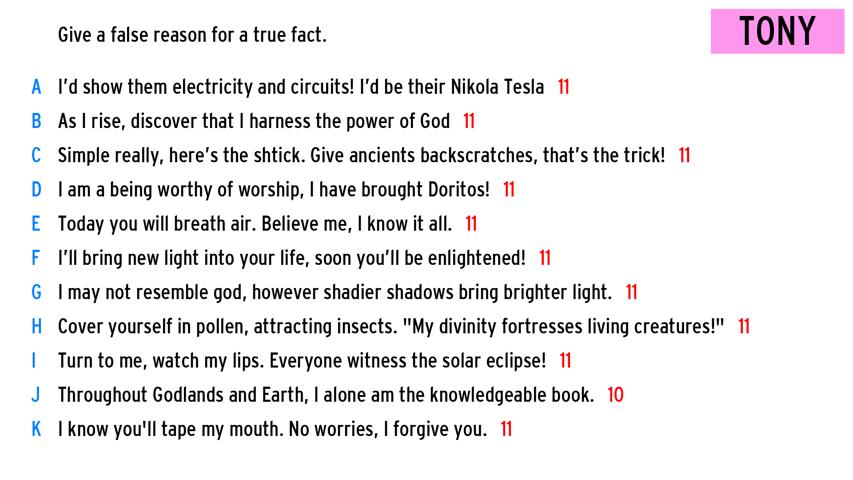 Give a false reason for a true fact.
TONY
A I'd show them electricity and circuits! I'd be their Nikola Tesla 11
B As I rise, discover that I harness the power of God 11
C Simple really, here's the shtick. Give ancients backscratches, that's the trick! 11
D I am a being worthy of worship, I have brought Doritos! 11
E Today you will breath air. Believe me, I know it all. 11
F I'll bring new light into your life, soon you'll be enlightened! 11
G I may not resemble god, however shadier shadows bring brighter light. 11
H Cover yourself in pollen, attracting insects. "My divinity fortresses living creatures!" 11
I Turn to me, watch my lips. Everyone witness the solar eclipse! 11
J Throughout Godlands and Earth, I alone am the knowledgeable book. 10
K I know you'll tape my mouth. No worries, I forgive you. 11